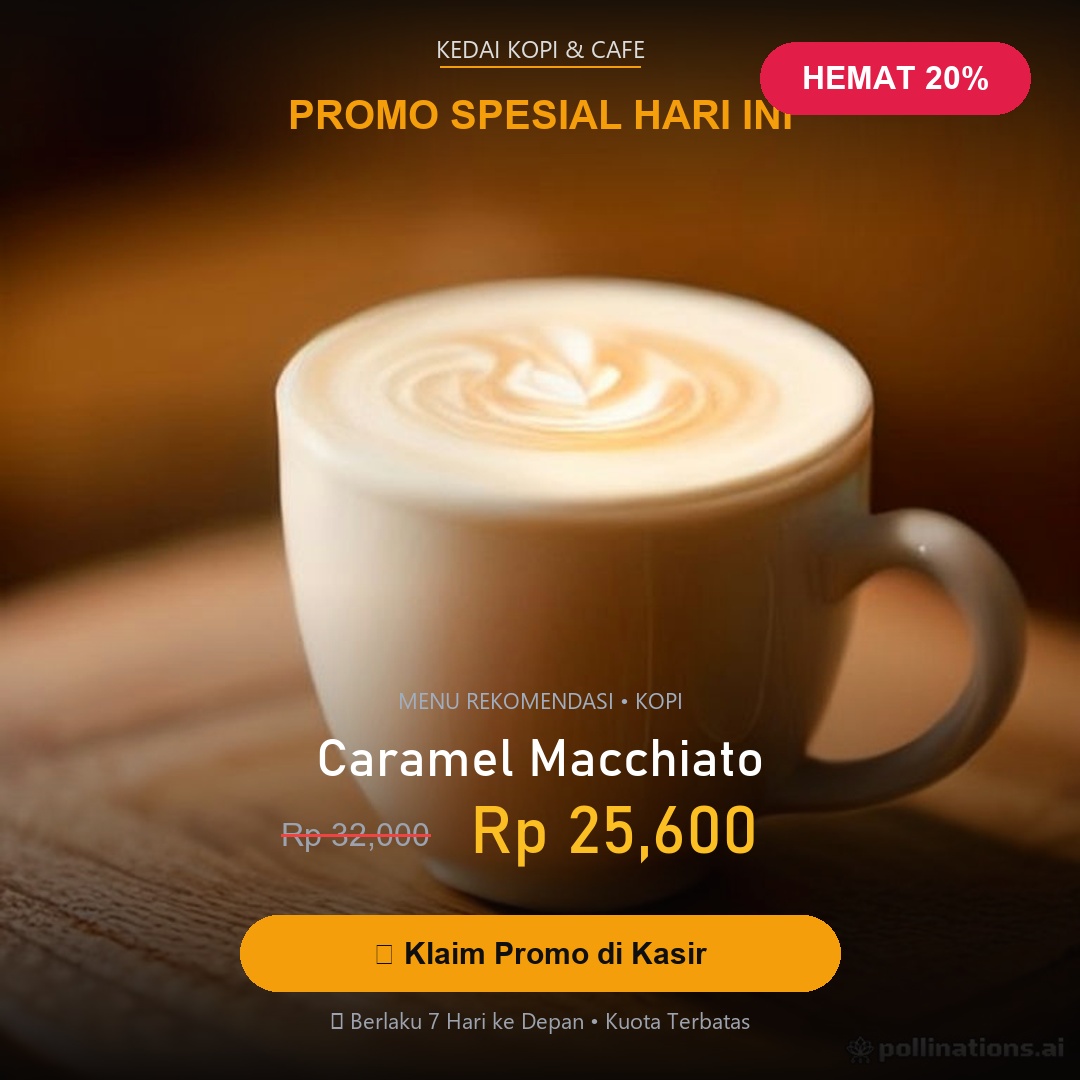 KEDAI KOPI & CAFE
HEMAT 20%
PROMO SPESIAL HARI INI
MENU REKOMENDASI • KOPI
Caramel Macchiato
Rp 32,000 Rp 25,600
Klaim Promo di Kasir
Berlaku 7 Hari ke Depan • Kuota Terbatas
pollinations.ai